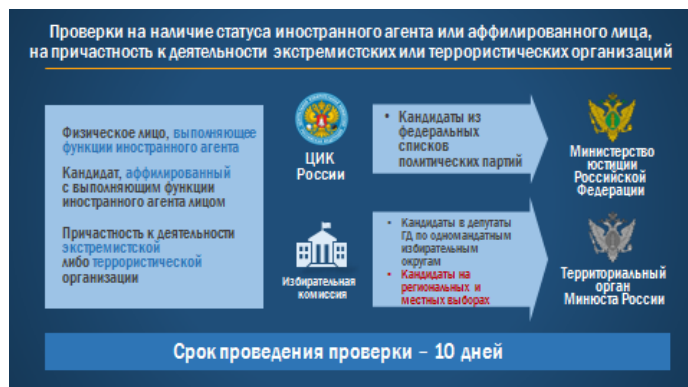 Проверки на наличие статуса иностранного агента или аффилированного лица,
на причастность к деятельности экстремистских или террористических организаций
Физическое лицо, выполняющее
функции иностранного агента
Кандидат, аффилированный
с выполняющим функции
иностранного агента лицом
Причастность к деятельности
экстремистской
либо террористической
организации
ЦИК
России
• Кандидаты из
федеральных
списков
политических партий
Министерство
юстиции
Российской
Федерации
Избирательная
комиссия
• Кандидаты в депутаты
ГД по одномандатным
избирательным
округам
• Кандидаты на
региональных и
местных выборах
Территориальный
орган
Минюста России
Срок проведения проверки – 10 дней